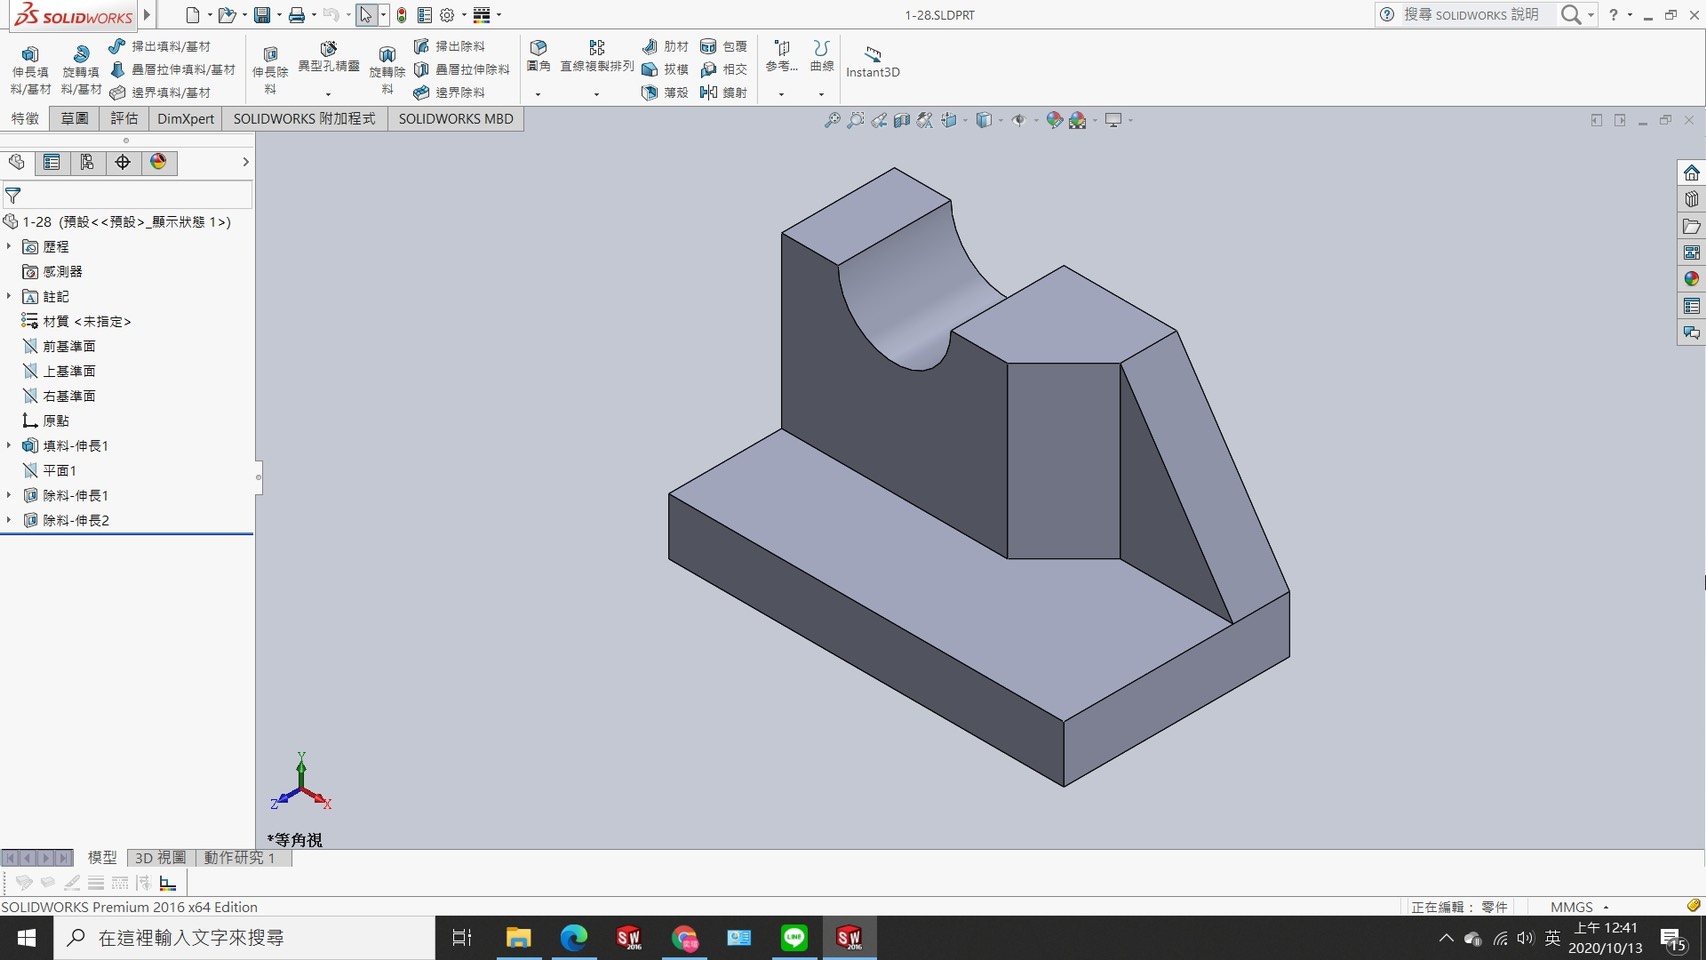 SOLIDWORKS
1-28.SLDPRT
搜尋 SOLIDWORKS 說明
伸長填料/基材
旋轉填料/基材
掃出填料/基材
疊層拉伸填料/基材
邊界填料/基材
伸長除料
異型孔精靈
旋轉除料
掃出除料
疊層拉伸除料
邊界除料
圓角
直線複製排列
肋材
拔模
薄殼
包覆
相交
鏡射
參考...
曲線
Instant3D
特徵
草圖
評估
DimXpert
SOLIDWORKS 附加程式
SOLIDWORKS MBD
1-28 (預設<<預設>_顯示狀態 1>)
歷程
感測器
註記
材質 <未指定>
前基準面
上基準面
右基準面
原點
填料-伸長1
平面1
除料-伸長1
除料-伸長2
Y
Z
X
*等角視
模型
3D 視圖
動作研究 1
SOLIDWORKS Premium 2016 x64 Edition
正在編輯： 零件
MMGS
在這裡輸入文字來搜尋
SW
2016
LINE
SW
2016
英
上午 12:41
2020/10/13
15